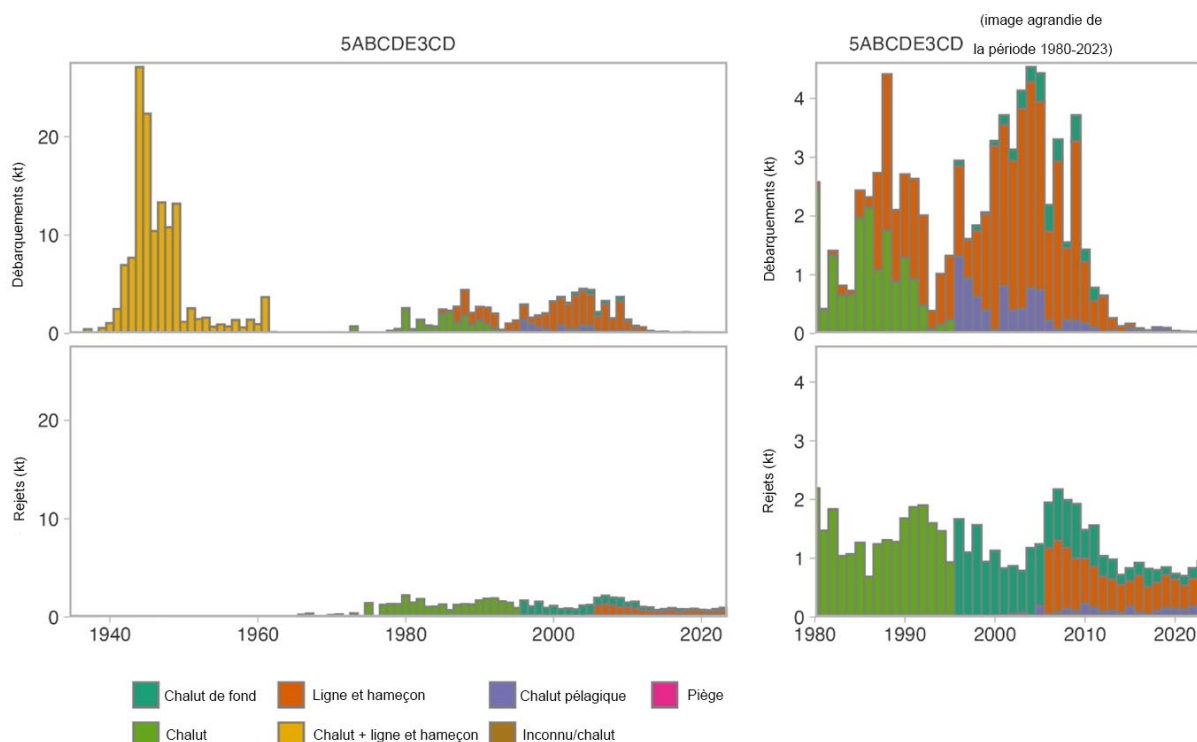 5ABCDE3CD
5ABCDE3CD
(image agrandie de
la période 1980-2023)
Débarquements (kt)
20
10
0
Débarquements (kt)
4
3
2
1
0
Rejets (kt)
20
10
0
1940
1960
1980
2000
2020
Rejets (kt)
4
3
2
1
0
1980
1990
2000
2010
2020
Chalut de fond
Ligne et hameçon
Chalut pélagique
Piège
Chalut
Chalut + ligne et hameçon
Inconnu/chalut